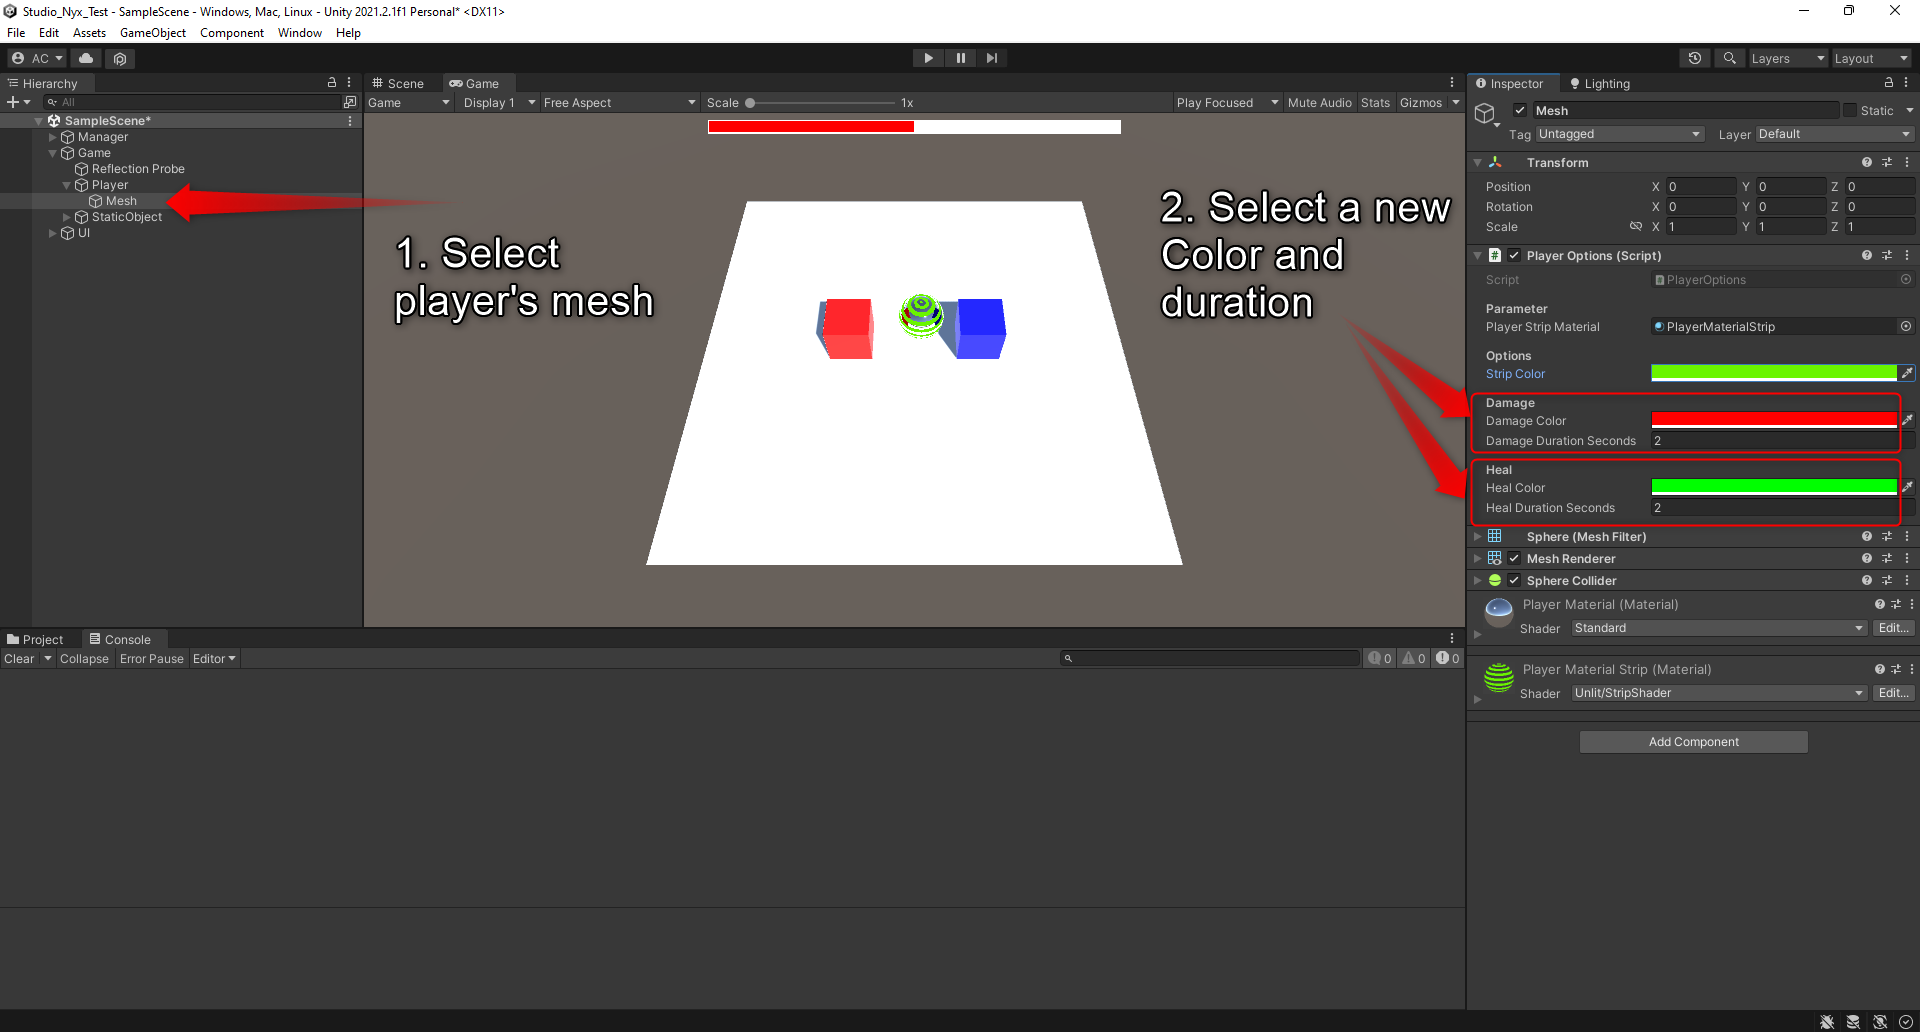 Studio_Nyx_Test - SampleScene - Windows, Mac, Linux - Unity 2021.2.1f1 Personal* <DX11>
File Edit Assets GameObject Component Window Help
AC
Layers
Layout
Hierarchy
Scene
Game
Inspector
Lighting
All
Game
Display 1
Free Aspect
Scale
1x
Play Focused
Mute Audio
Stats
Gizmos
SampleScene*
Manager
Game
Reflection Probe
Player
Mesh
StaticObject
UI
1. Select
player's mesh
2. Select a new
Color and
duration
Mesh
Static
Tag Untagged
Layer Default
Transform
Position X 0 Y 0 Z 0
Rotation X 0 Y 0 Z 0
Scale X 1 Y 1 Z 1
# Player Options (Script)
Script PlayerOptions
Parameter
Player Strip Material PlayerMaterialStrip
Options
Strip Color
Damage
Damage Color
Damage Duration Seconds 2
Heal
Heal Color
Heal Duration Seconds 2
Sphere (Mesh Filter)
Mesh Renderer
Sphere Collider
Player Material (Material)
Shader Standard Edit...
Player Material Strip (Material)
Shader Unlit/StripShader Edit...
Add Component
Project
Console
Clear
Collapse
Error Pause
Editor
0
0
0